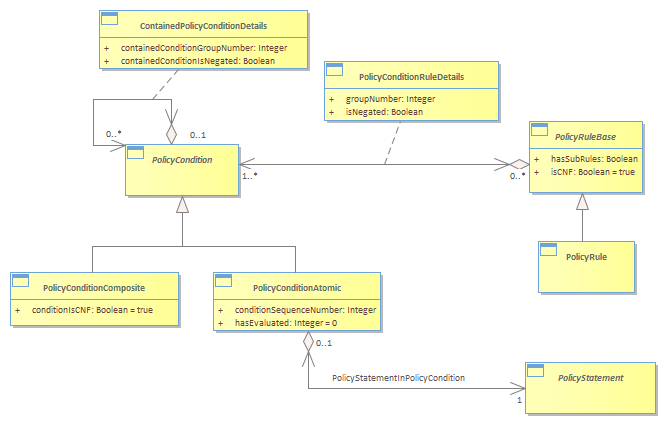 ContainedPolicyConditionDetails
+ containedConditionGroupNumber: Integer
+ containedConditionIsNegated: Boolean
PolicyConditionRuleDetails
+ groupNumber: Integer
+ isNegated: Boolean
0..*
0..1
PolicyCondition
1..*
0..*
PolicyRuleBase
+ hasSubRules: Boolean
+ isCNF: Boolean = true
PolicyRule
PolicyConditionComposite
+ conditionIsCNF: Boolean = true
PolicyConditionAtomic
+ conditionSequenceNumber: Integer
+ hasEvaluated: Integer = 0
0..1
PolicyStatementInPolicyCondition
1
PolicyStatement